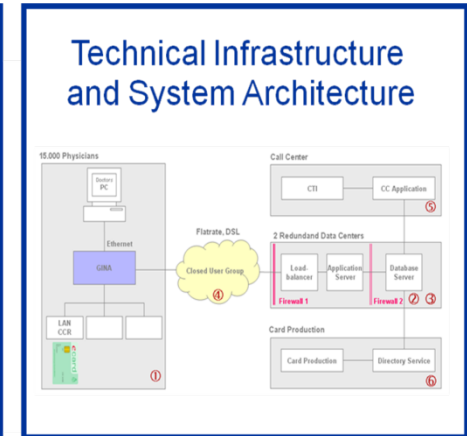 Technical Infrastructure
and System Architecture
15.000 Physicians
Doctors'
PC
Ethernet
GINA
LAN
CCR
①
Flatrate, DSL
Closed User Group
④
Call Center
CTI
CC Application
⑤
2 Redundand Data Centers
Load-
balancer
Application
Server
Database
Server
Firewall 1
Firewall 2
② ③
Card Production
Card Production
Directory Service
⑥